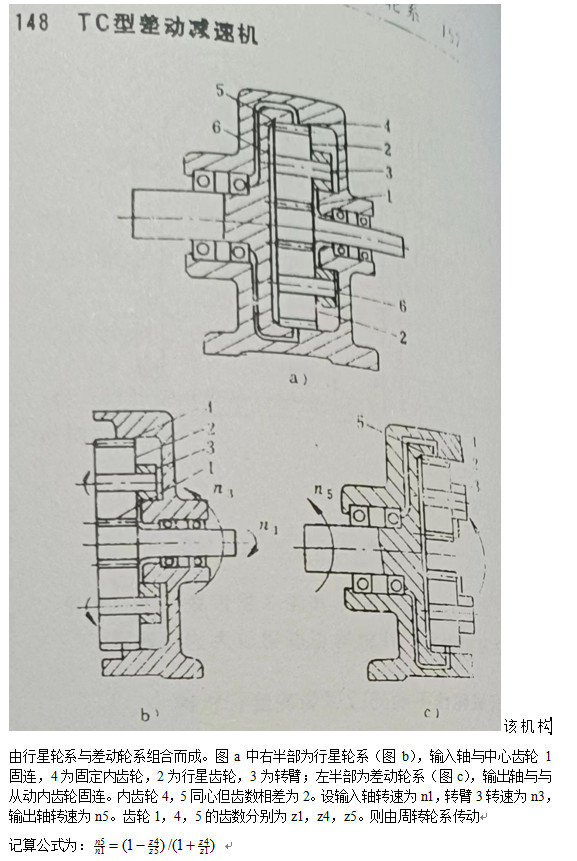 148 TC型差动减速机
5
4
2
6
3
1
6
2
a)
4
2
3
1
n3
n1
b)
1
2
3
n5
c)
该机构
由行星轮系与差动轮系组合而成。图 a 中右半部为行星轮系(图 b),输入轴与中心齿轮 1
固连,4 为固定内齿轮,2 为行星齿轮,3 为转臂;左半部为差动轮系(图 c),输出轴与与
从动内齿轮固连。内齿轮 4,5 同心但齿数相差为 2。设输入轴转速为 n1,转臂 3 转速为 n3,
输出轴转速为 n5。齿轮 1,4,5 的齿数分别为 z1,z4,z5。则由周转轮系传动
记算公式为:n5/n1=(1−z4/z5)/(1+z4/z1)